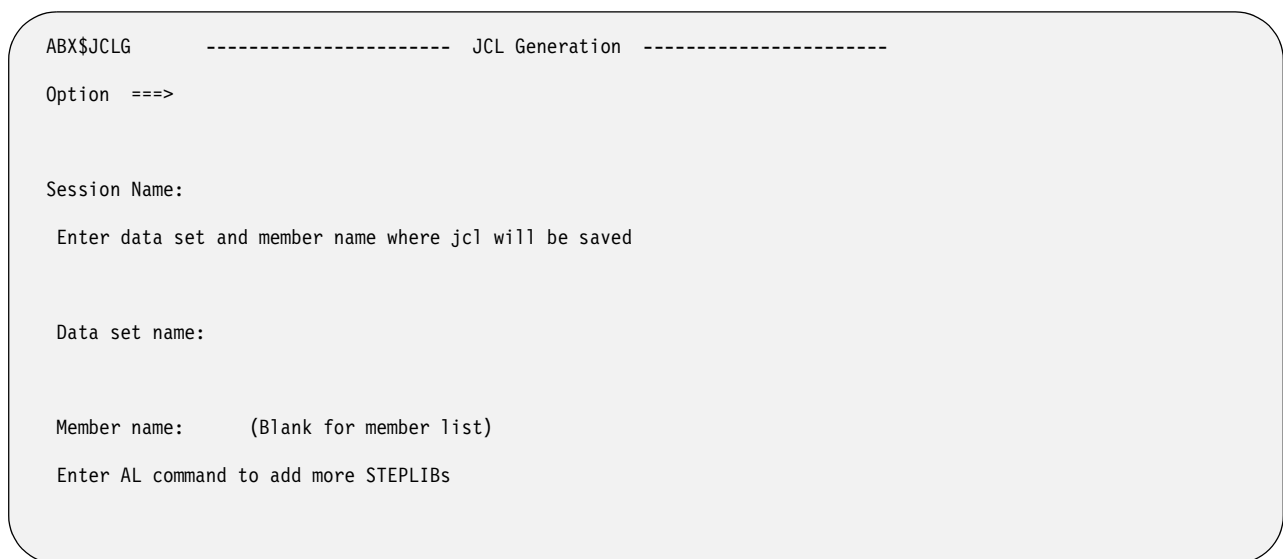 ABX$JCLG ----------------------- JCL Generation -----------------------
Option ===>
Session Name:
Enter data set and member name where jcl will be saved
Data set name:
Member name: (Blank for member list)
Enter AL command to add more STEPLIBs